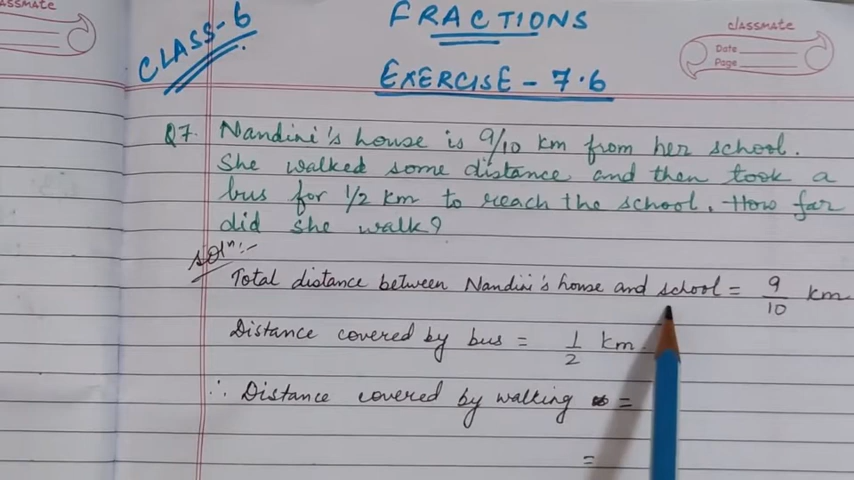 ASSMATE
CLASS-6
FRACTIONS
EXERCISE - 7.6
classmate
Date
Page
Q7. Nandini's house is 9/10 km from her school.
She walked some distance and then took a
bus for 1/2 km to reach the school. How far
did she walk?
Solⁿ:-
Total distance between Nandini's house and school = 9/10 km
Distance covered by bus = 1/2 km.
∴ Distance covered by walking =
=